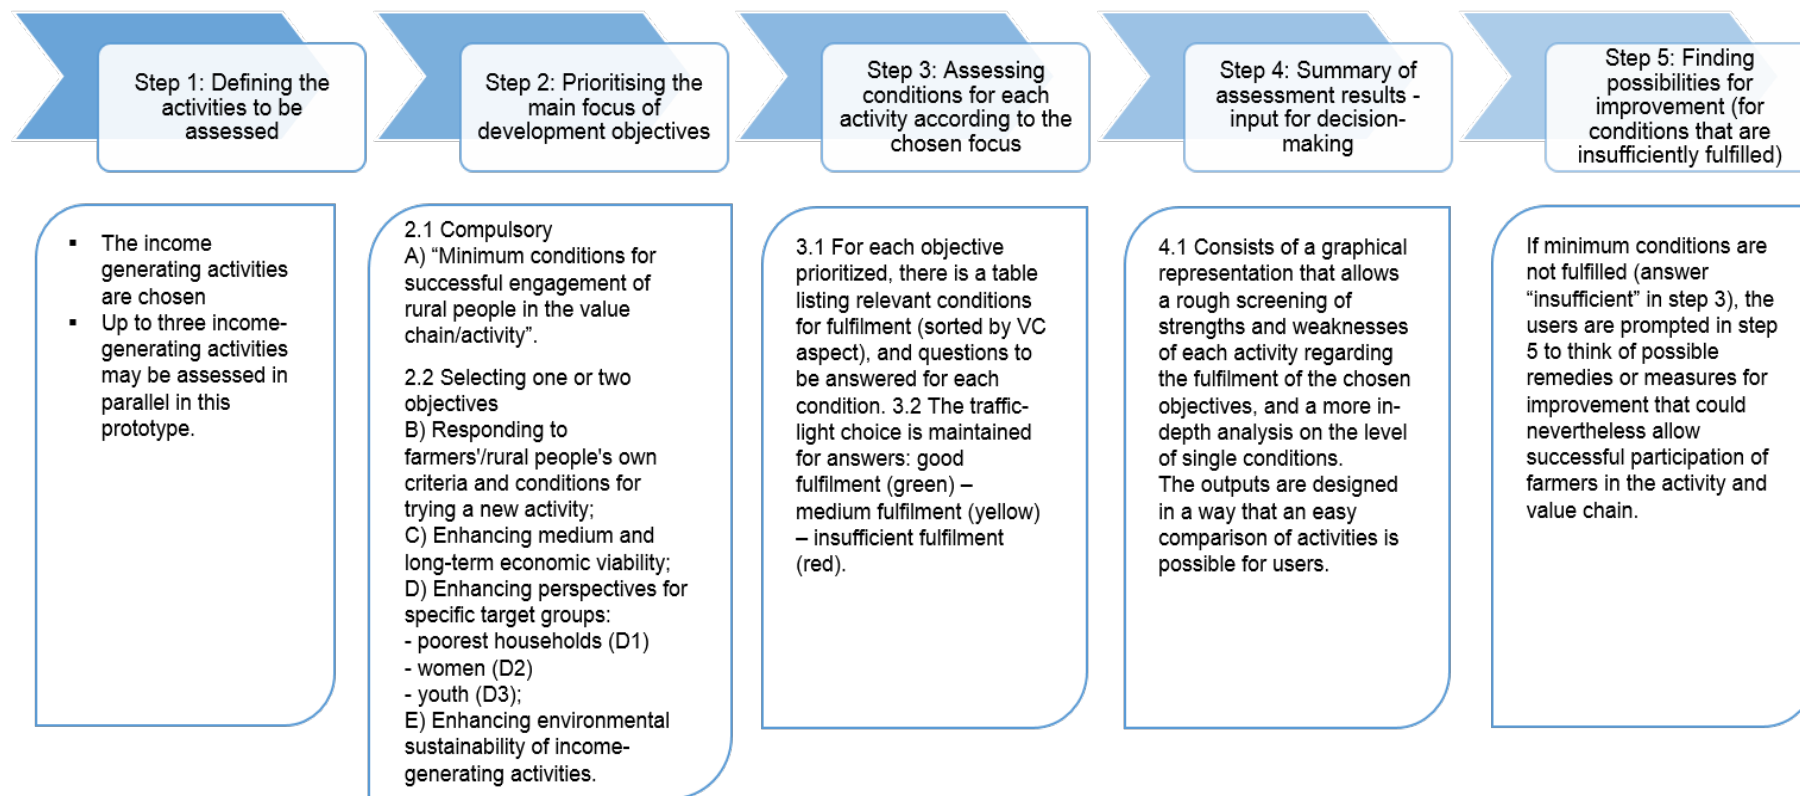 Step 1: Defining the
activities to be
assessed
Step 2: Prioritising the
main focus of
development objectives
Step 3: Assessing
conditions for each
activity according to the
chosen focus
Step 4: Summary of
assessment results -
input for decision-
making
Step 5: Finding
possibilities for
improvement (for
conditions that are
insufficiently fulfilled)
▪ The income
generating activities
are chosen
▪ Up to three income-
generating activities
may be assessed in
parallel in this
prototype.
2.1 Compulsory
A) “Minimum conditions for
successful engagement of
rural people in the value
chain/activity”.
2.2 Selecting one or two
objectives
B) Responding to
farmers'/rural people's own
criteria and conditions for
trying a new activity;
C) Enhancing medium and
long-term economic viability;
D) Enhancing perspectives for
specific target groups:
- poorest households (D1)
- women (D2)
- youth (D3);
E) Enhancing environmental
sustainability of income-
generating activities.
3.1 For each objective
prioritized, there is a table
listing relevant conditions
for fulfilment (sorted by VC
aspect), and questions to
be answered for each
condition. 3.2 The traffic-
light choice is maintained
for answers: good
fulfilment (green) –
medium fulfilment (yellow)
– insufficient fulfilment
(red).
4.1 Consists of a graphical
representation that allows
a rough screening of
strengths and weaknesses
of each activity regarding
the fulfilment of the chosen
objectives, and a more in-
depth analysis on the level
of single conditions.
The outputs are designed
in a way that an easy
comparison of activities is
possible for users.
If minimum conditions are
not fulfilled (answer
“insufficient” in step 3), the
users are prompted in step
5 to think of possible
remedies or measures for
improvement that could
nevertheless allow
successful participation of
farmers in the activity and
value chain.